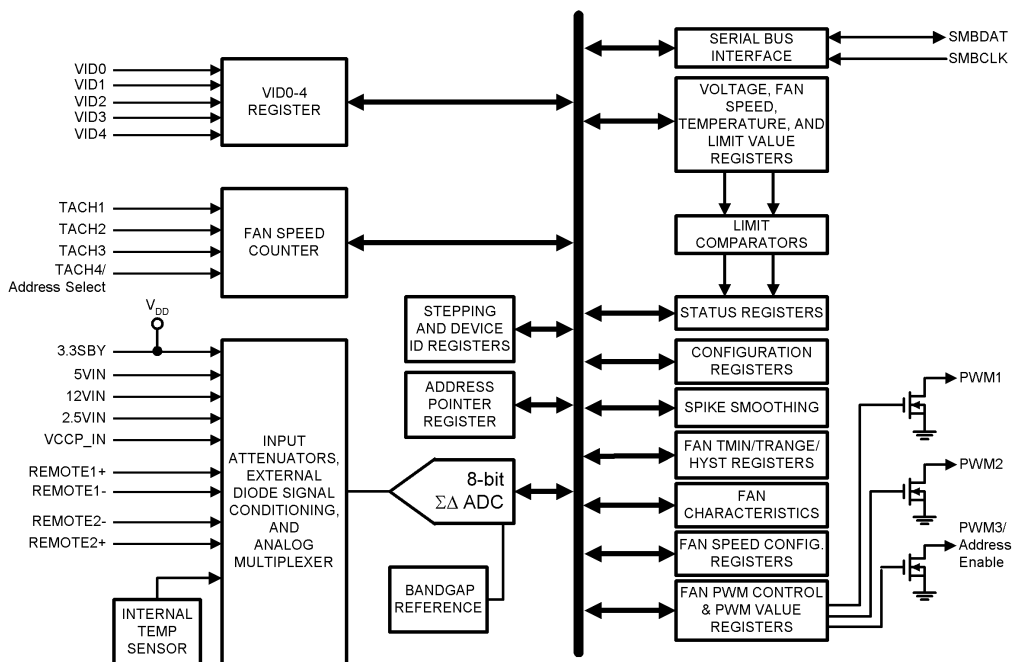 VID0
VID1
VID2
VID3
VID4
VID0-4
REGISTER
TACH1
TACH2
TACH3
TACH4/
Address Select
FAN SPEED
COUNTER
VDD
3.3SBY
5VIN
12VIN
2.5VIN
VCCP_IN
REMOTE1+
REMOTE1-
REMOTE2-
REMOTE2+
INTERNAL
TEMP
SENSOR
INPUT
ATTENUATORS,
EXTERNAL
DIODE SIGNAL
CONDITIONING,
AND
ANALOG
MULTIPLEXER
STEPPING
AND DEVICE
ID REGISTERS
ADDRESS
POINTER
REGISTER
8-bit
ΣΔ ADC
BANDGAP
REFERENCE
SERIAL BUS
INTERFACE
SMBDAT
SMBCLK
VOLTAGE, FAN
SPEED,
TEMPERATURE, AND
LIMIT VALUE
REGISTERS
LIMIT
COMPARATORS
STATUS REGISTERS
CONFIGURATION
REGISTERS
SPIKE SMOOTHING
FAN TMIN/TRANGE/
HYST REGISTERS
FAN
CHARACTERISTICS
FAN SPEED CONFIG.
REGISTERS
FAN PWM CONTROL
& PWM VALUE
REGISTERS
PWM1
PWM2
PWM3/
Address
Enable